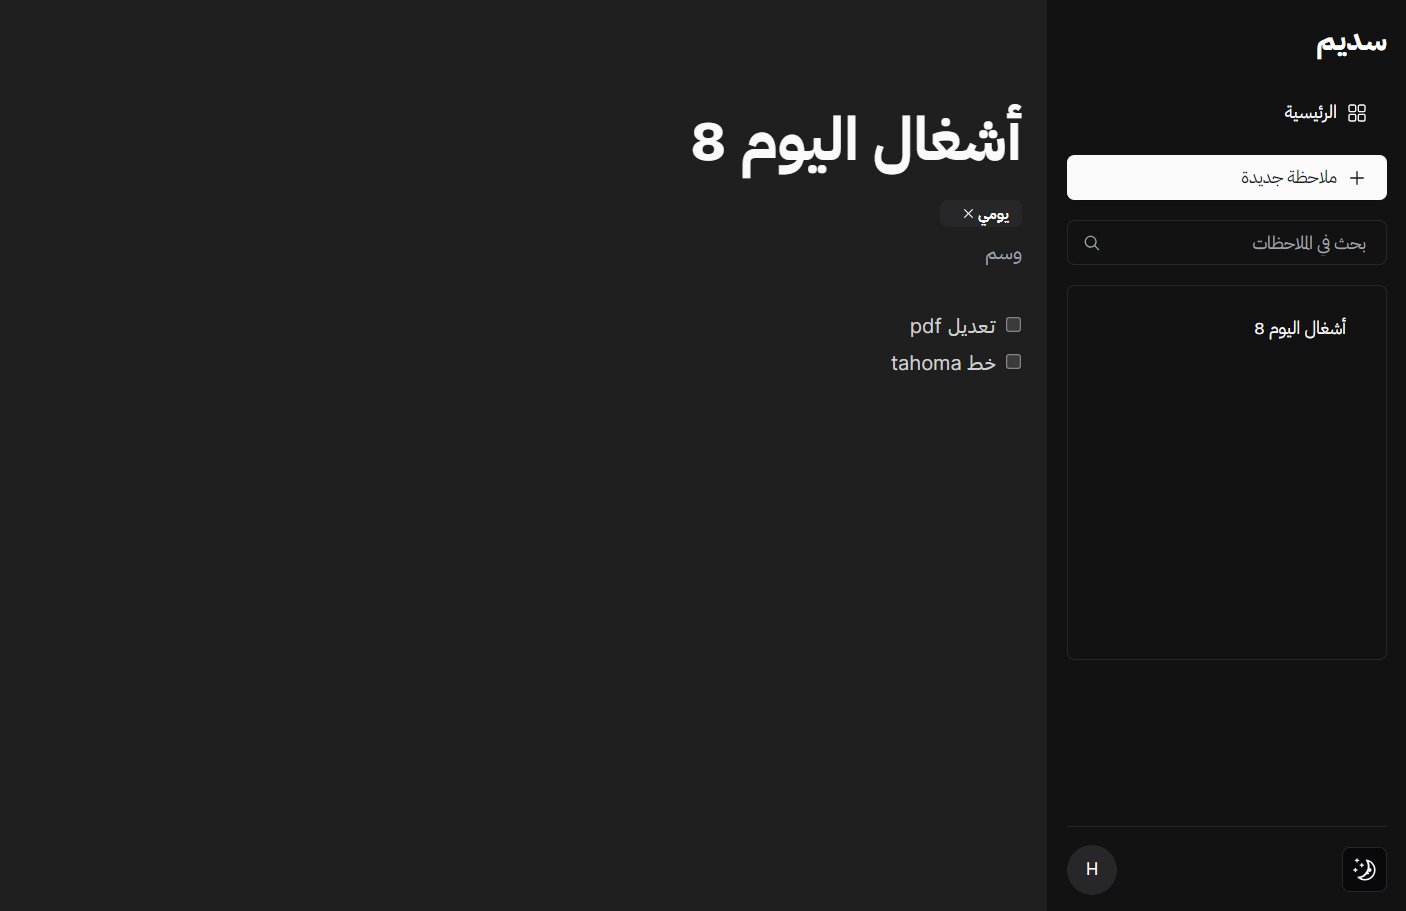 سديم
الرئيسية
ملاحظة جديدة
بحث في الملاحظات
أشغال اليوم 8
H
أشغال اليوم 8
يومي
وسم
تعديل pdf
خط tahoma